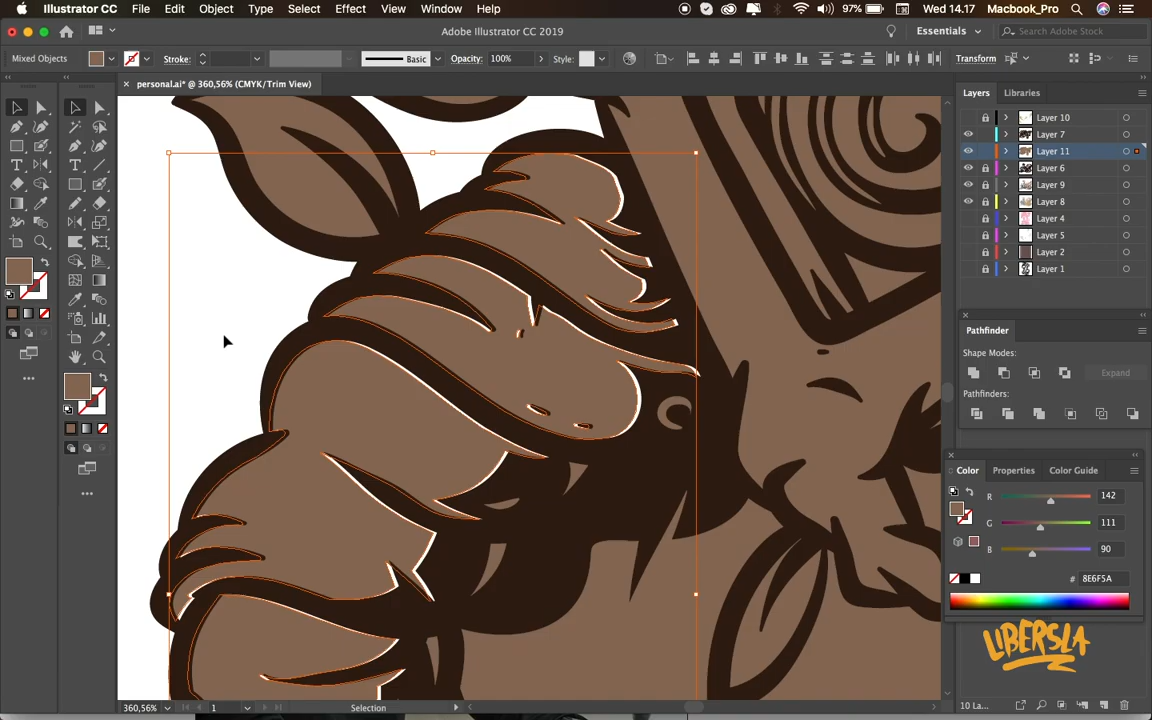 Illustrator CC File Edit Object Type Select Effect View Window Help 97% Wed 14.17 Macbook_Pro
Adobe Illustrator CC 2019 Essentials Search Adobe Stock
Mixed Objects Stroke: Basic Opacity: 100% Style: Transform
× personal.ai* @ 360,56% (CMYK/Trim View)
Layers Libraries
Layer 10
Layer 7
Layer 11
Layer 6
Layer 9
Layer 8
Layer 4
Layer 5
Layer 2
Layer 1
Pathfinder
Shape Modes:
Expand
Pathfinders:
Color Properties Color Guide
R 142
G 111
B 90
# 8E6F5A
LIBERSLA
360,56% 1 Selection
10 La...